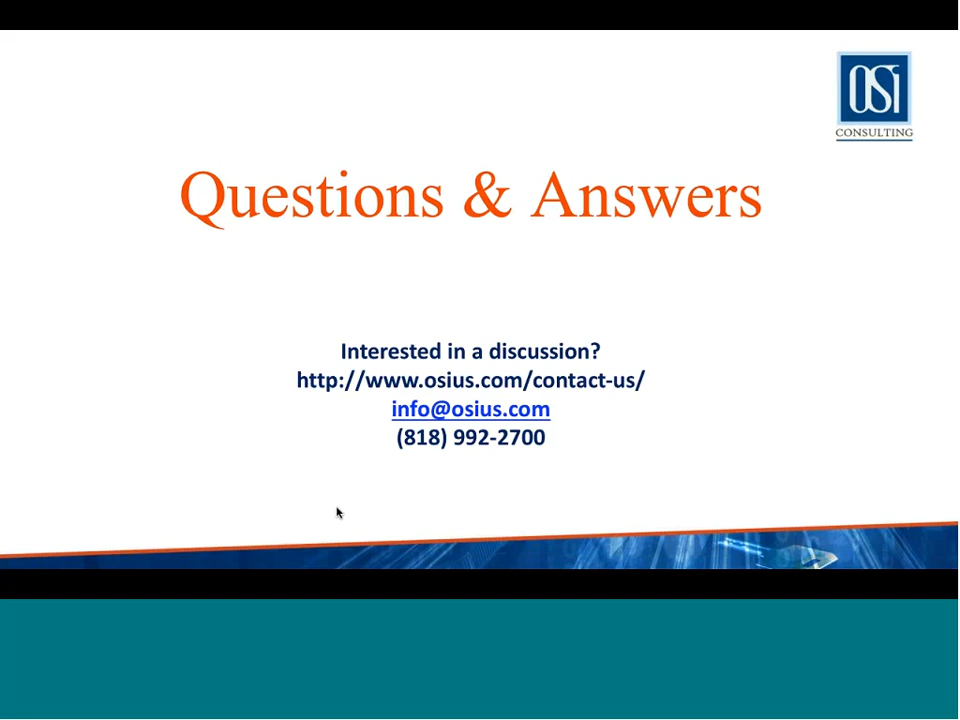 OSi
CONSULTING
Questions & Answers
Interested in a discussion?
http://www.osius.com/contact-us/
info@osius.com
(818) 992-2700